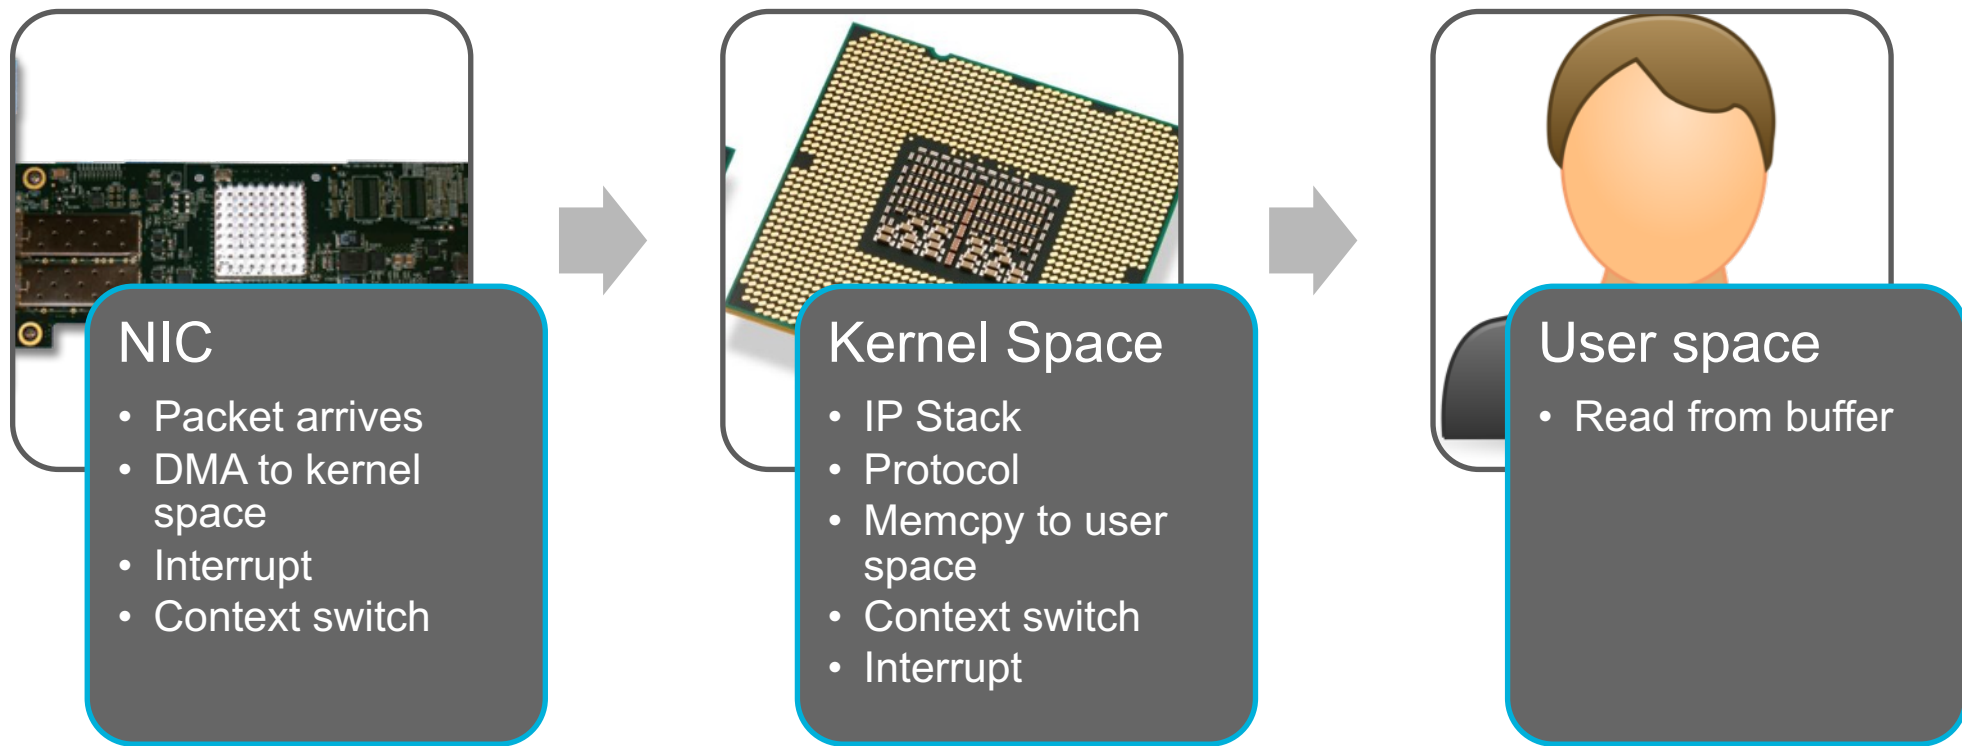 NIC
• Packet arrives
• DMA to kernel
space
• Interrupt
• Context switch
Kernel Space
• IP Stack
• Protocol
• Memcpy to user
space
• Context switch
• Interrupt
User space
• Read from buffer